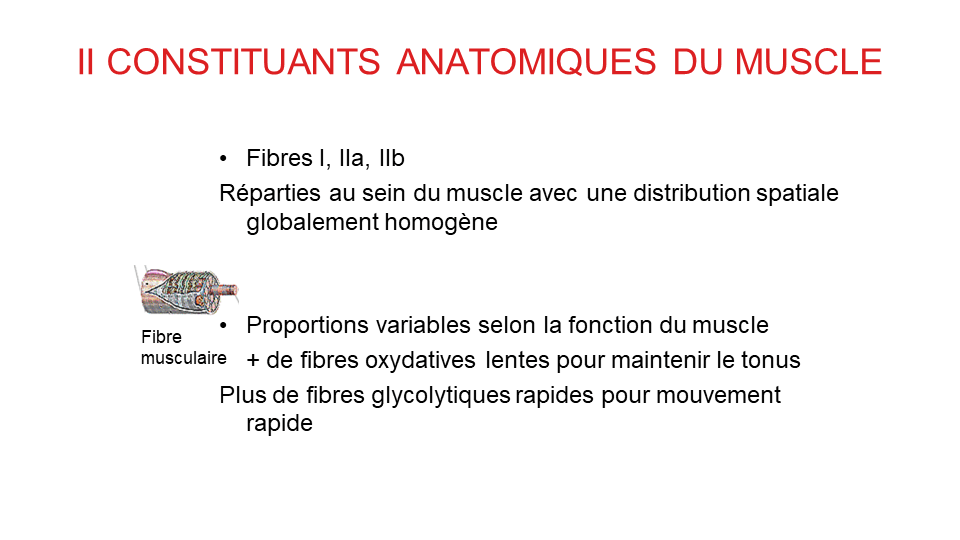 II CONSTITUANTS ANATOMIQUES DU MUSCLE
• Fibres I, IIa, IIb
Réparties au sein du muscle avec une distribution spatiale
globalement homogène
Fibre
musculaire
• Proportions variables selon la fonction du muscle
+ de fibres oxydatives lentes pour maintenir le tonus
Plus de fibres glycolytiques rapides pour mouvement
rapide